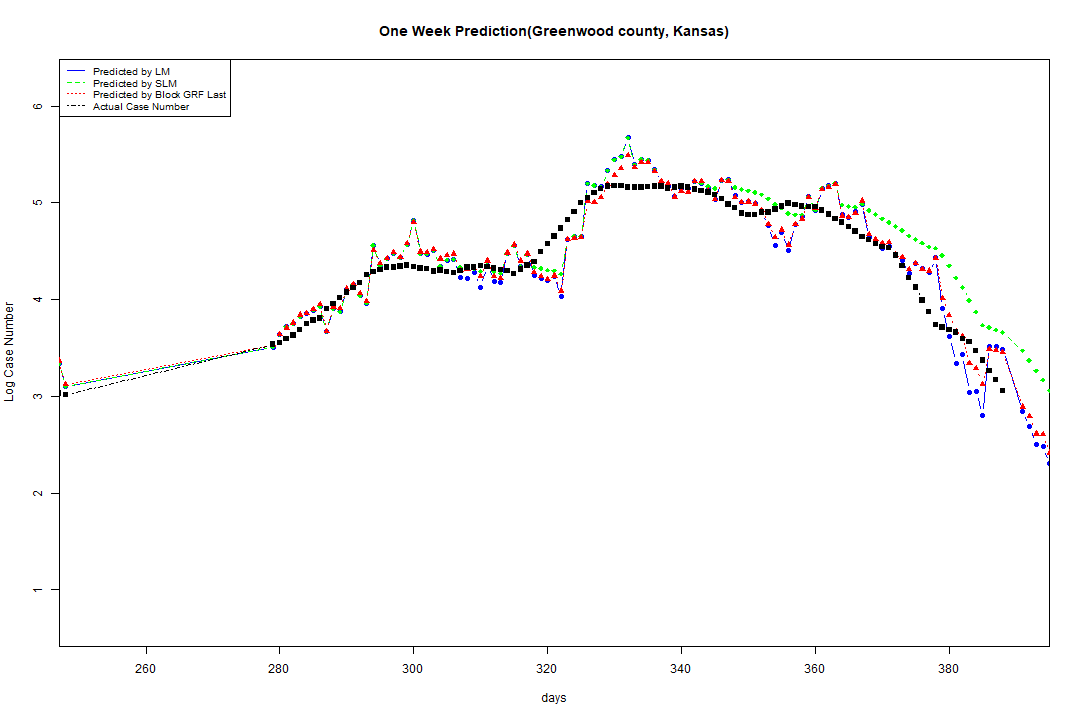 One Week Prediction(Greenwood county, Kansas)
Predicted by LM
Predicted by SLM
Predicted by Block GRF Last
Actual Case Number
6
5
4
3
2
1
Log Case Number
260 280 300 320 340 360 380
days